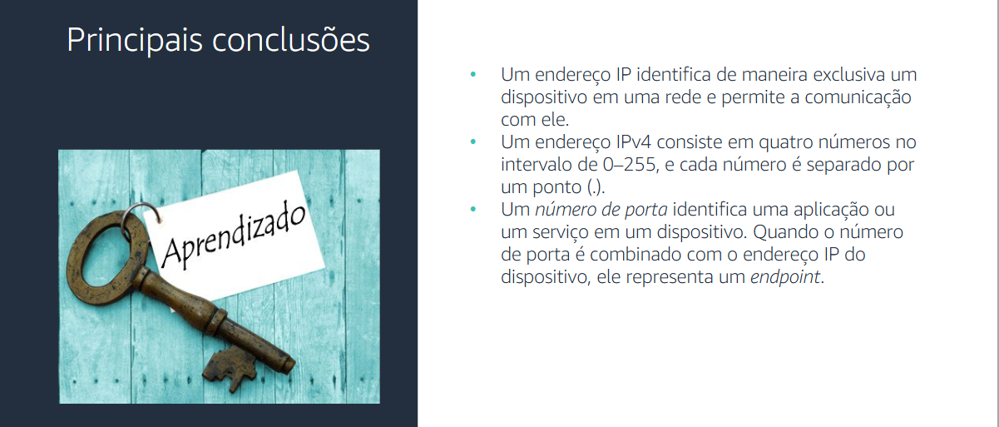 Principais conclusões
Aprendizado
• Um endereço IP identifica de maneira exclusiva um
dispositivo em uma rede e permite a comunicação
com ele.
• Um endereço IPv4 consiste em quatro números no
intervalo de 0–255, e cada número é separado por
um ponto (.).
• Um número de porta identifica uma aplicação ou
um serviço em um dispositivo. Quando o número
de porta é combinado com o endereço IP do
dispositivo, ele representa um endpoint.